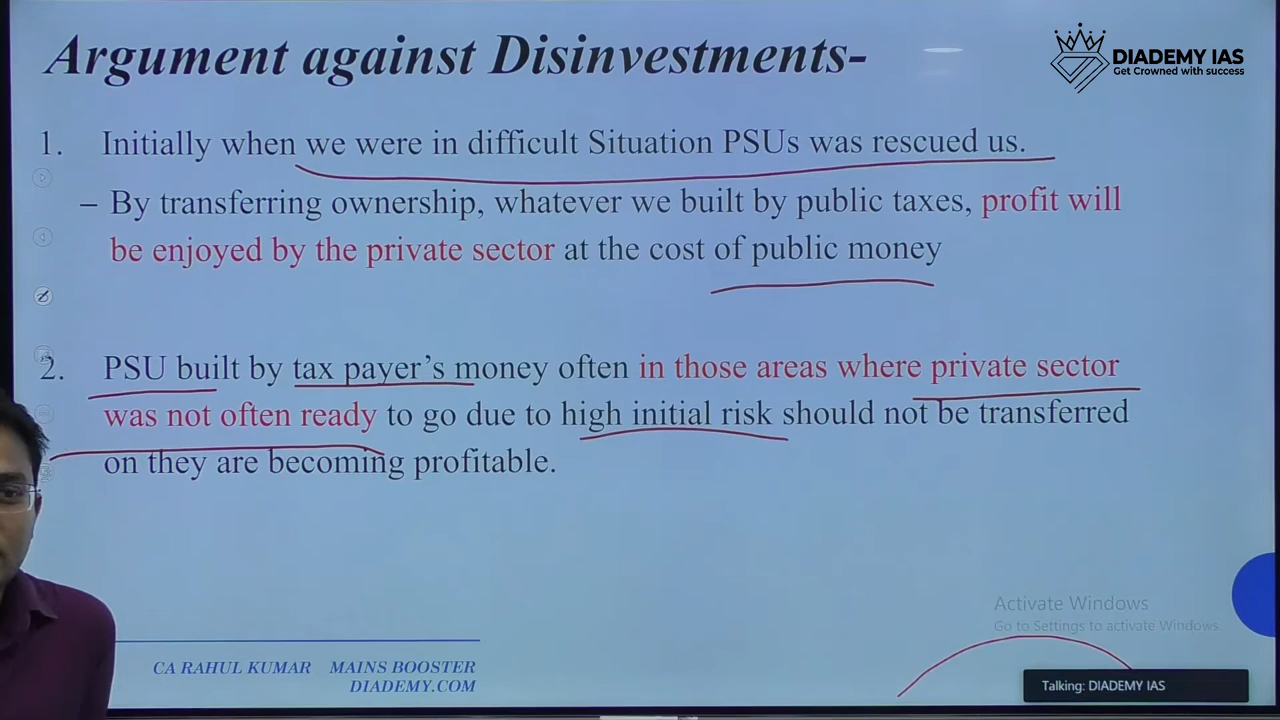 Argument against Disinvestments-
DIADEMY IAS
Get Crowned with success
1. Initially when we were in difficult Situation PSUs was rescued us.
– By transferring ownership, whatever we built by public taxes, profit will
be enjoyed by the private sector at the cost of public money
2. PSU built by tax payer's money often in those areas where private sector
was not often ready to go due to high initial risk should not be transferred
on they are becoming profitable.
Activate Windows
Go to Settings to activate Windows.
CA RAHUL KUMAR MAINS BOOSTER
DIADEMY.COM
Talking: DIADEMY IAS